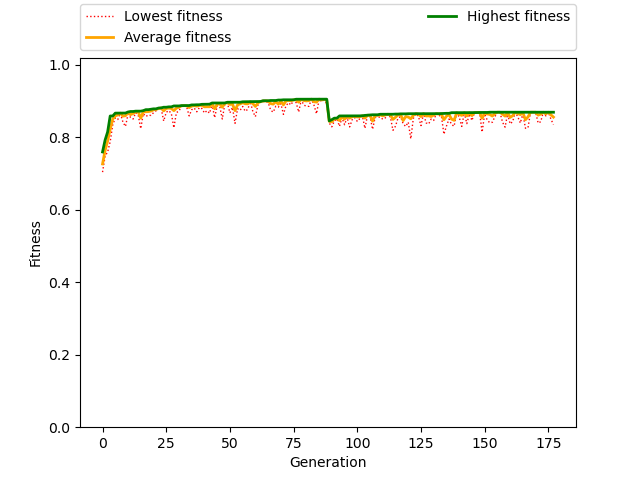 Lowest fitness
Average fitness
Highest fitness
1.0
0.8
0.6
0.4
0.2
0.0
Fitness
0 25 50 75 100 125 150 175
Generation